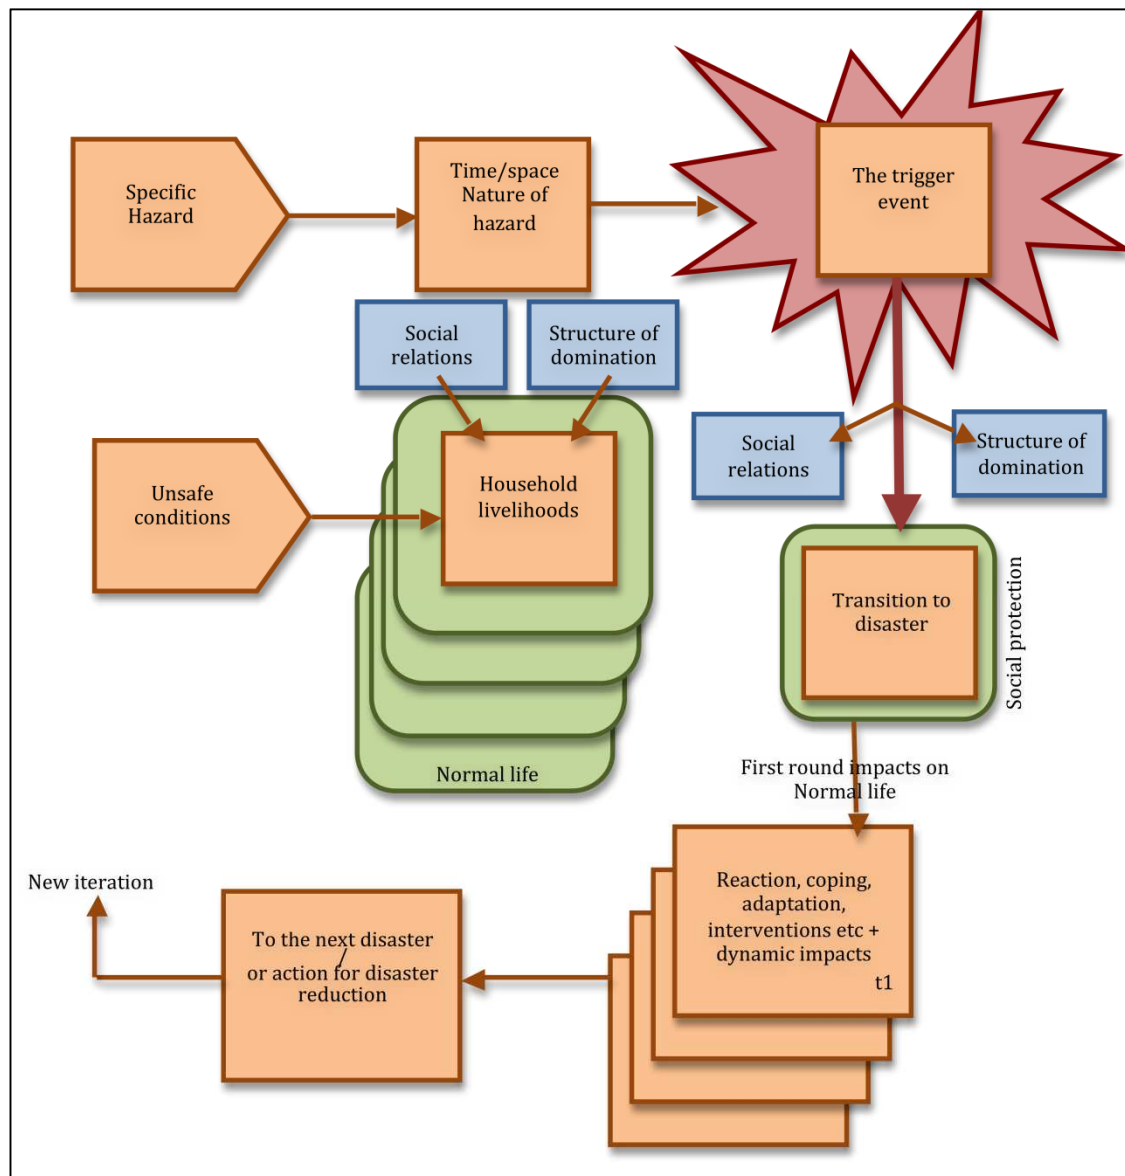 Specific
Hazard
Time/space
Nature of
hazard
The trigger
event
Social
relations
Structure of
domination
Social
relations
Structure of
domination
Unsafe
conditions
Household
livelihoods
Normal life
Transition to
disaster
Social protection
First round impacts on
Normal life
Reaction, coping,
adaptation,
interventions etc +
dynamic impacts
t1
To the next disaster
/
or action for disaster
reduction
New iteration